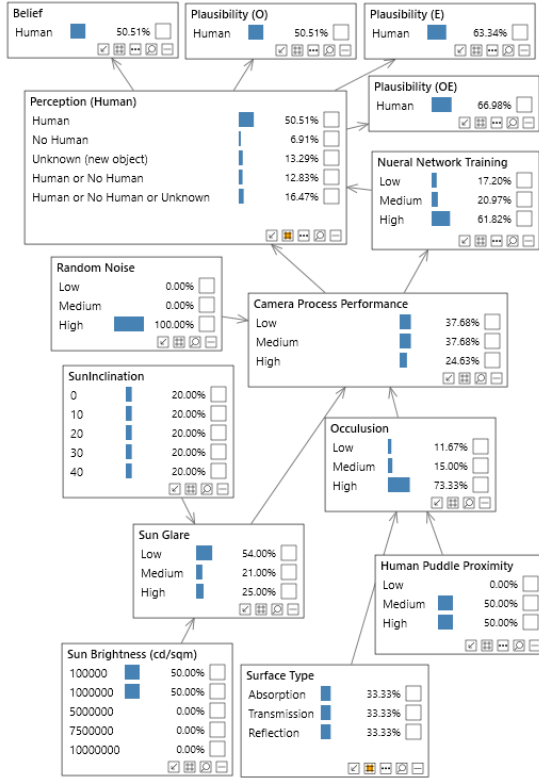 Belief
Human 50.51%
Plausibility (O)
Human 50.51%
Plausibility (E)
Human 63.34%
Plausibility (OE)
Human 66.98%
Perception (Human)
Human 50.51%
No Human 6.91%
Unknown (new object) 13.29%
Human or No Human 12.83%
Human or No Human or Unknown 16.47%
Nueral Network Training
Low 17.20%
Medium 20.97%
High 61.82%
Random Noise
Low 0.00%
Medium 0.00%
High 100.00%
Camera Process Performance
Low 37.68%
Medium 37.68%
High 24.63%
SunInclination
0 20.00%
10 20.00%
20 20.00%
30 20.00%
40 20.00%
Occulusion
Low 11.67%
Medium 15.00%
High 73.33%
Sun Glare
Low 54.00%
Medium 21.00%
High 25.00%
Human Puddle Proximity
Low 0.00%
Medium 50.00%
High 50.00%
Sun Brightness (cd/sqm)
100000 50.00%
1000000 50.00%
5000000 0.00%
7500000 0.00%
10000000 0.00%
Surface Type
Absorption 33.33%
Transmission 33.33%
Reflection 33.33%